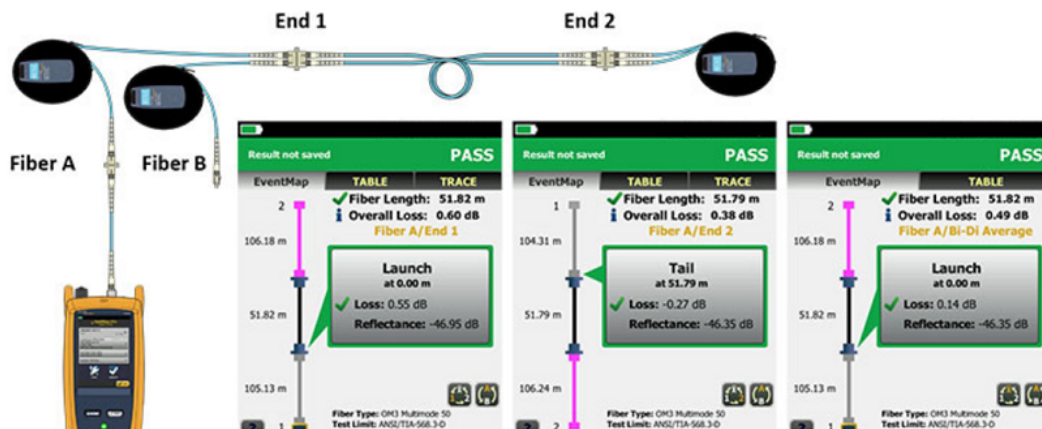 End 1
End 2
Fiber A
Fiber B
Result not saved
PASS
EventMap
TABLE
TRACE
2
Fiber Length: 51.82 m
Overall Loss: 0.60 dB
Fiber A/End 1
106.18 m
Launch
at 0.00 m
Loss: 0.55 dB
51.82 m
Reflectance: -46.95 dB
105.13 m
Fiber Type: OM3 Multimode 50
1
Test Limit: ANSI/TIA-568.3-D
Result not saved
PASS
EventMap
TABLE
TRACE
1
Fiber Length: 51.79 m
Overall Loss: 0.38 dB
Fiber A/End 2
104.31 m
Tail
at 51.79 m
Loss: -0.27 dB
51.79 m
Reflectance: -46.35 dB
106.24 m
Fiber Type: OM3 Multimode 50
2
Test Limit: ANSI/TIA-568.3-D
Result not saved
PASS
EventMap
TABLE
2
Fiber Length: 51.82 m
Overall Loss: 0.49 dB
Fiber A/Bi-Di Average
106.18 m
Launch
at 0.00 m
Loss: 0.14 dB
51.82 m
Reflectance: -46.35 dB
105.13 m
Fiber Type: OM3 Multimode 50
1
Test Limit: ANSI/TIA-568.3-D